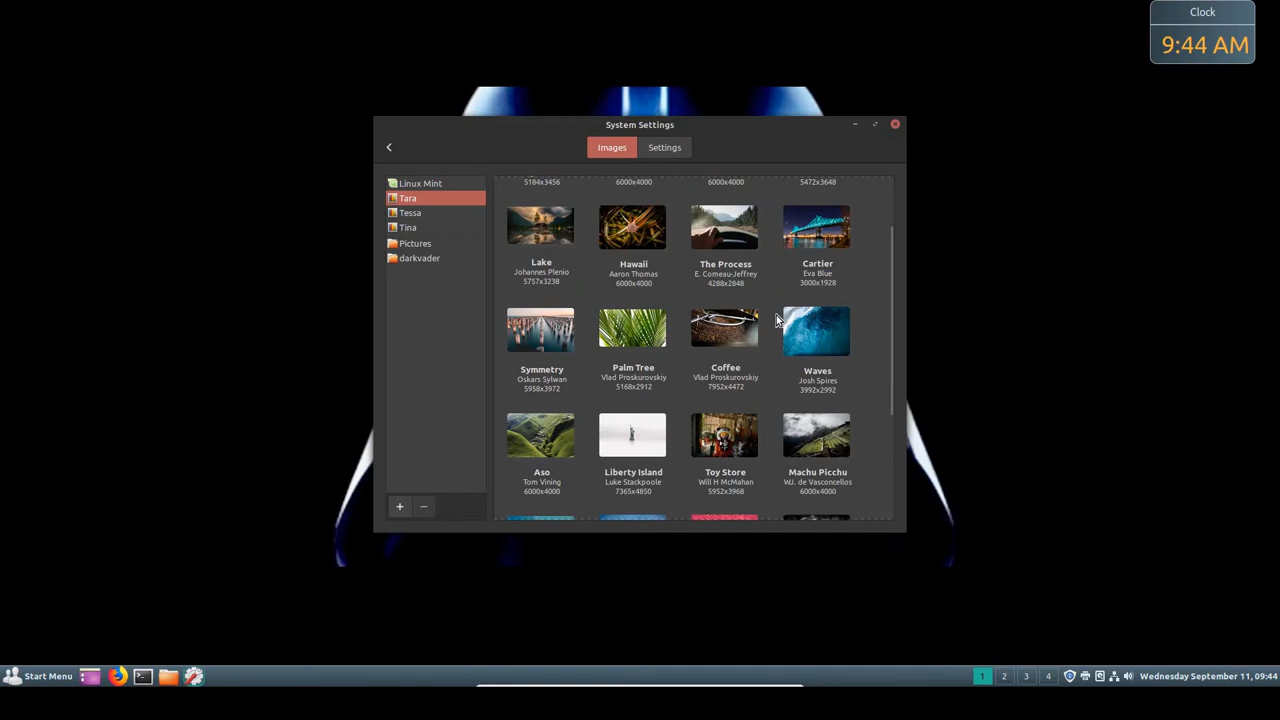 Clock
9:44 AM
System Settings
Images
Settings
Linux Mint
Tara
Tessa
Tina
Pictures
darkvader
5184x3456
6000x4000
6000x4000
5472x3648
Lake
Johannes Plenio
5757x3238
Hawaii
Aaron Thomas
6000x4000
The Process
E. Comeau-Jeffrey
4288x2848
Cartier
Eva Blue
3000x1928
Symmetry
Oskars Sylwan
5958x3972
Palm Tree
Vlad Proskurovskiy
5168x2912
Coffee
Vlad Proskurovskiy
7952x4472
Waves
Josh Spires
3992x2992
Aso
Tom Vining
6000x4000
Liberty Island
Luke Stackpoole
7365x4850
Toy Store
Will H McMahan
5952x3968
Machu Picchu
WJ. de Vasconcellos
6000x4000
Start Menu
1
2
3
4
Wednesday September 11, 09:44